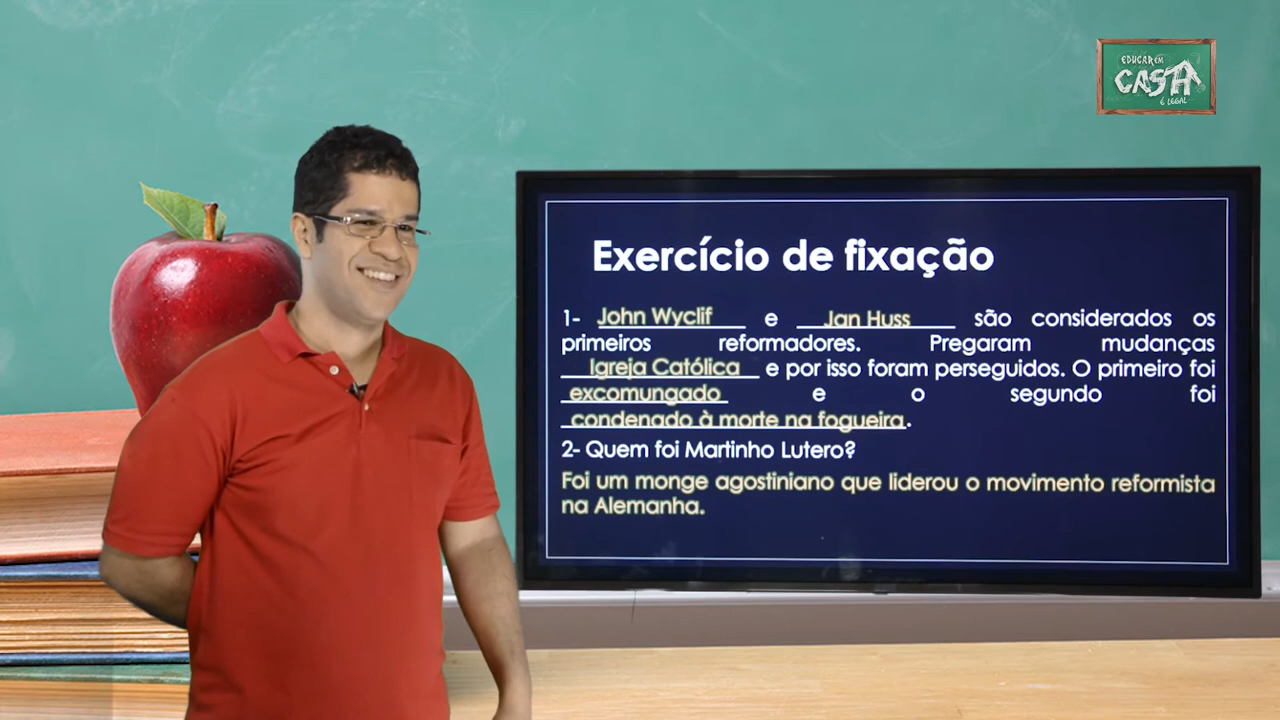 EDUCAR EM
CASA
É LEGAL
Exercício de fixação
1- John Wyclif e Jan Huss são considerados os
primeiros reformadores. Pregaram mudanças
Igreja Católica e por isso foram perseguidos. O primeiro foi
excomungado e o segundo foi
condenado à morte na fogueira.
2- Quem foi Martinho Lutero?
Foi um monge agostiniano que liderou o movimento reformista
na Alemanha.